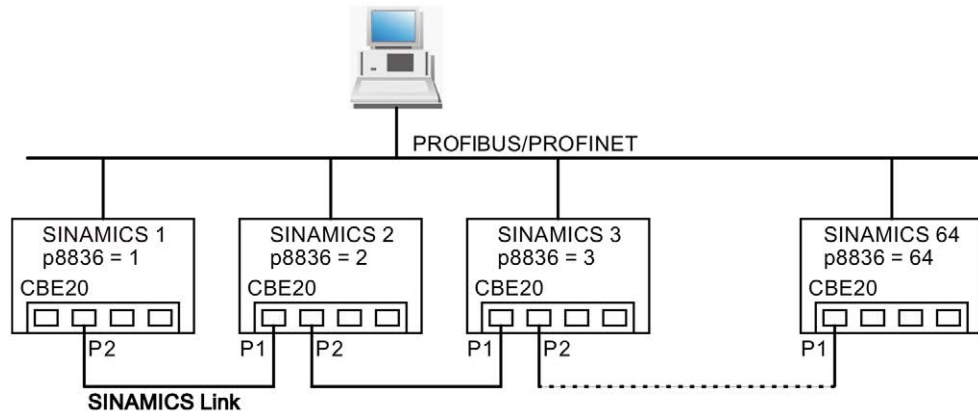 PROFIBUS/PROFINET
SINAMICS 1
p8836 = 1
CBE20
P2
SINAMICS 2
p8836 = 2
CBE20
P1
P2
SINAMICS 3
p8836 = 3
CBE20
P1
P2
SINAMICS 64
p8836 = 64
CBE20
P1
SINAMICS Link